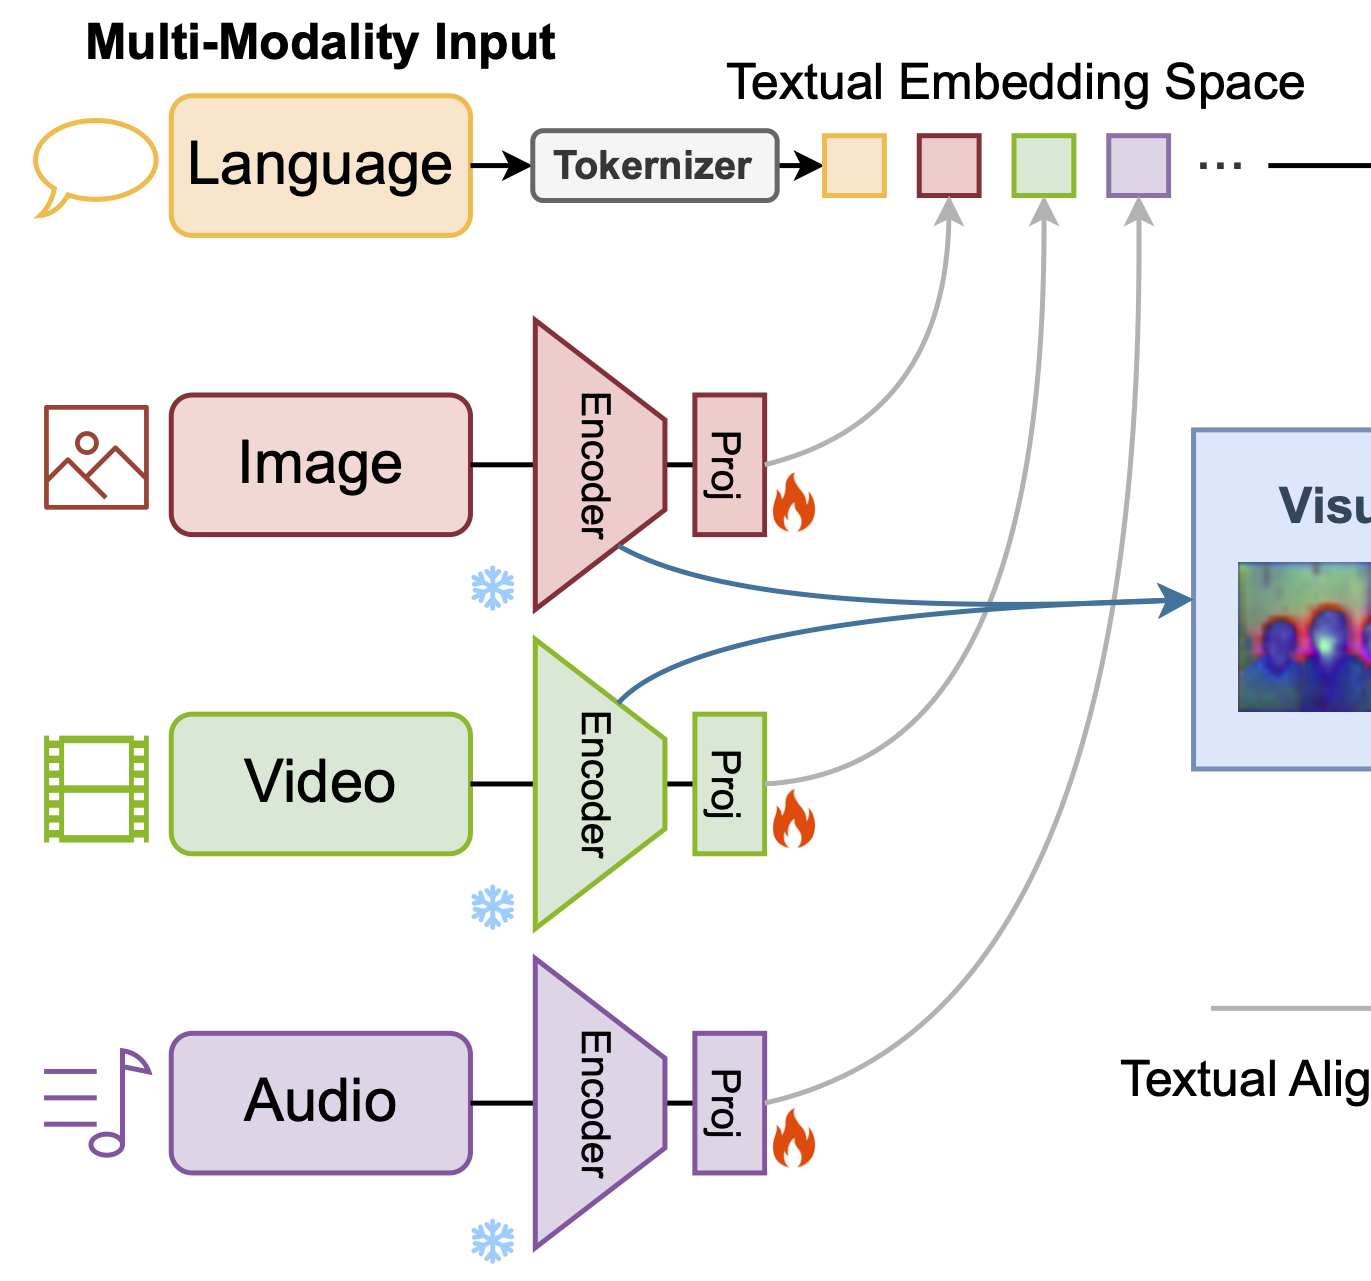 Multi-Modality Input
Textual Embedding Space
Language
Tokernizer
...
Image
Encoder
Proj
Visu
Video
Encoder
Proj
Textual Alig
Audio
Encoder
Proj